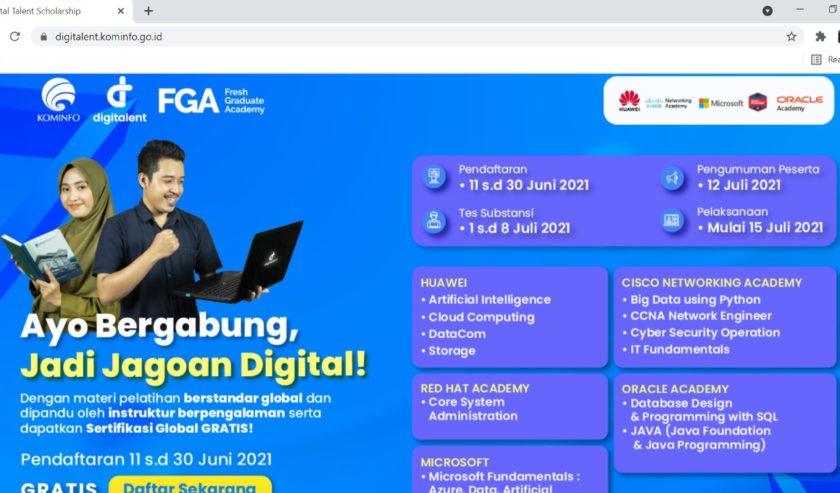 tal Talent Scholarship
digitalent.kominfo.go.id
Rea
KOMINFO
digitalent
FGA
Fresh
Graduate
Academy
HUAWEI
cisco Networking
Academy
Microsoft
ORACLE
Academy
Pendaftaran
• 11 s.d 30 Juni 2021
Pengumuman Peserta
• 12 Juli 2021
Tes Substansi
• 1 s.d 8 Juli 2021
Pelaksanaan
• Mulai 15 Juli 2021
Ayo Bergabung,
Jadi Jagoan Digital!
Dengan materi pelatihan berstandar global dan
dipandu oleh instruktur berpengalaman serta
dapatkan Sertifikasi Global GRATIS!
Pendaftaran 11 s.d 30 Juni 2021
GRATIS Daftar Sekarang
HUAWEI
• Artificial Intelligence
• Cloud Computing
• DataCom
• Storage
CISCO NETWORKING ACADEMY
• Big Data using Python
• CCNA Network Engineer
• Cyber Security Operation
• IT Fundamentals
RED HAT ACADEMY
• Core System
Administration
ORACLE ACADEMY
• Database Design
& Programming with SQL
• JAVA (Java Foundation
& Java Programming)
MICROSOFT
• Microsoft Fundamentals :
Azure, Data, Artificial